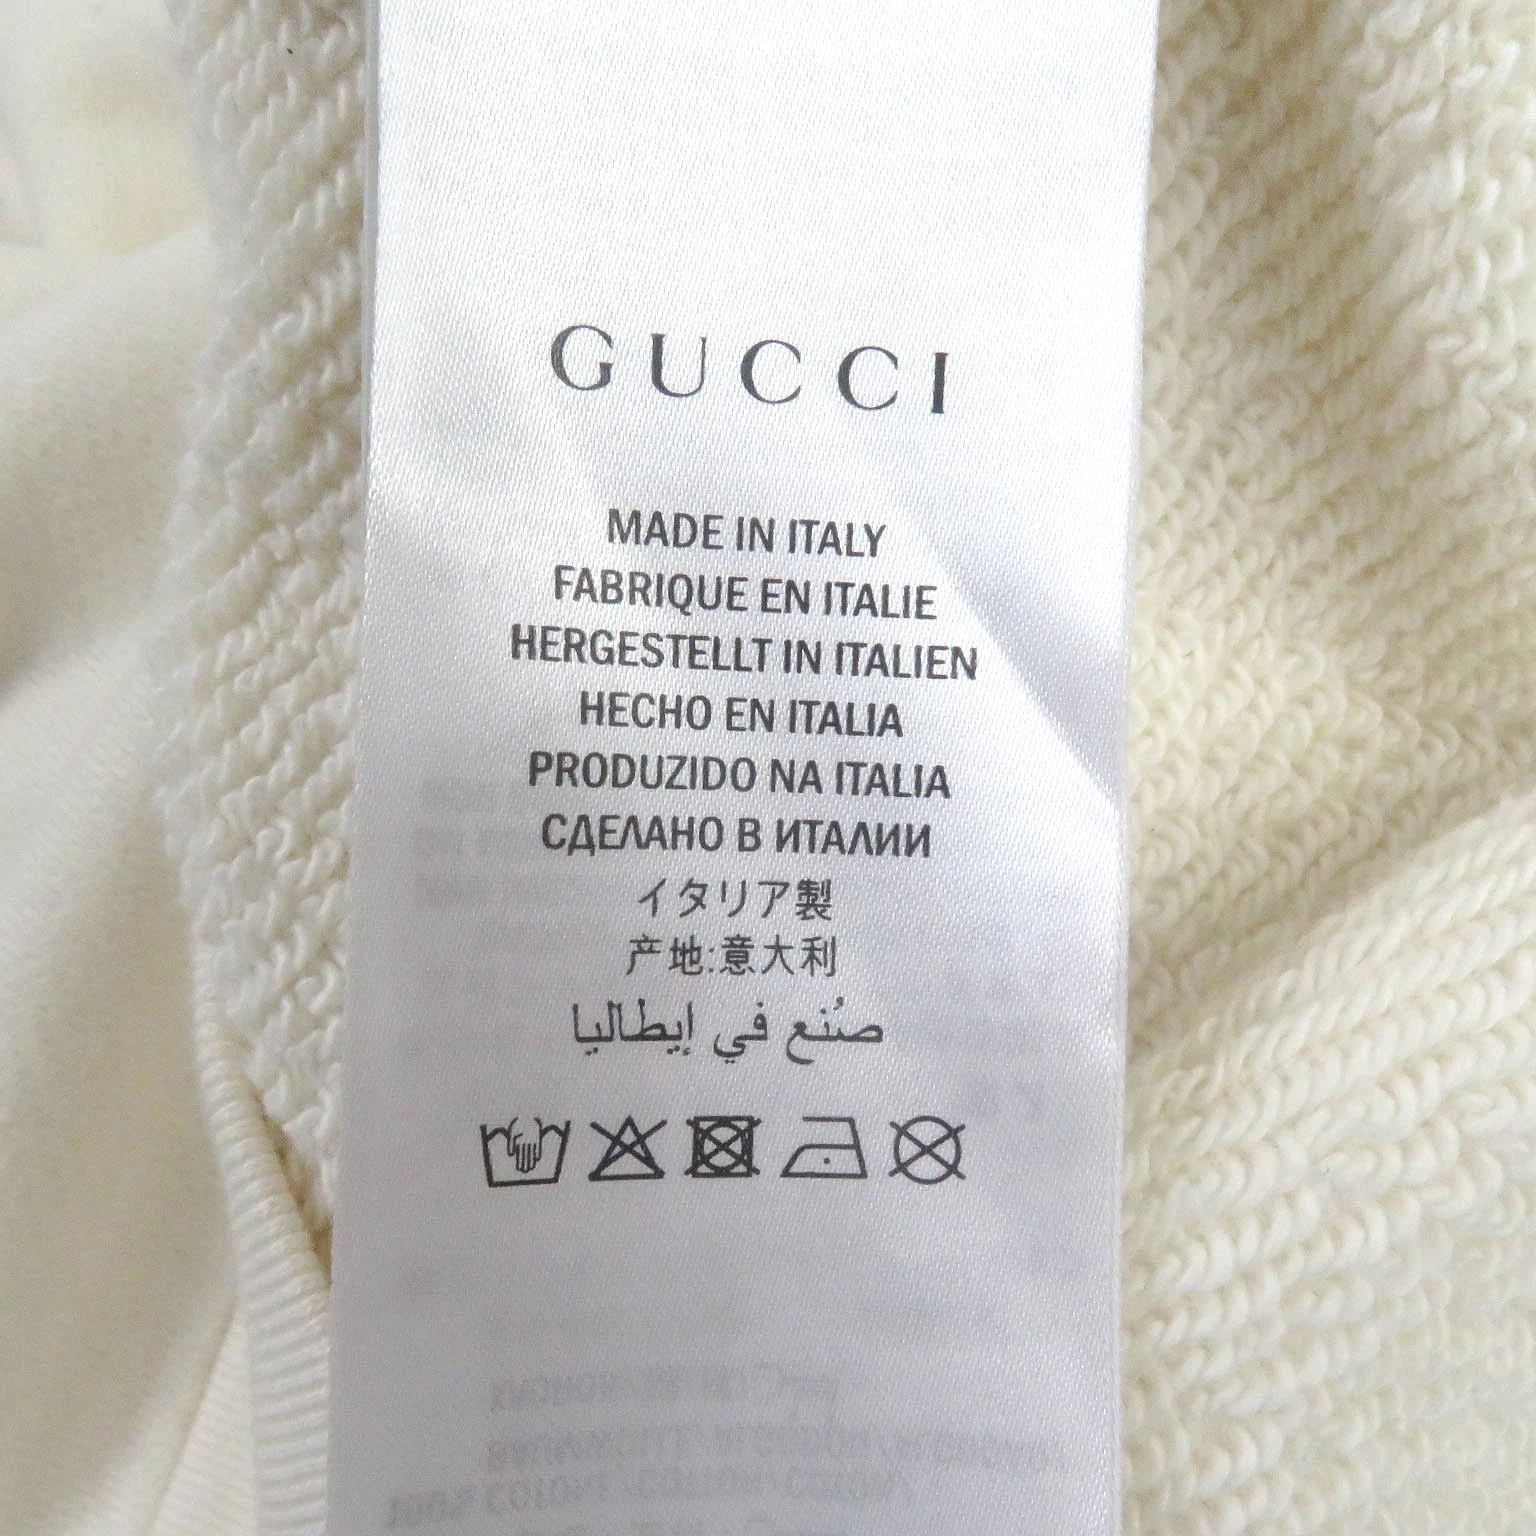 GUCCI
MADE IN ITALY
FABRIQUE EN ITALIE
HERGESTELLT IN ITALIEN
HECHO EN ITALIA
PRODUZIDO NA ITALIA
СДЕЛАНО В ИТАЛИИ
イタリア製
产地:意大利
صُنع في إيطاليا